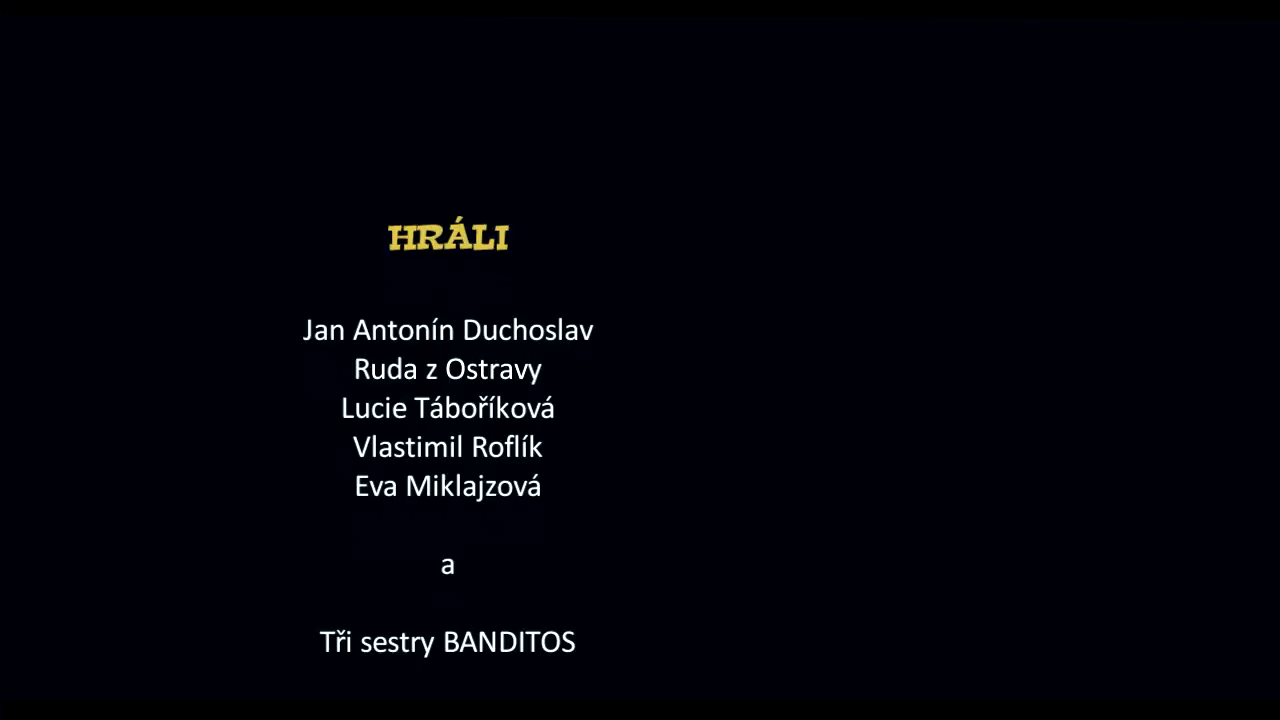 HRÁLI
Jan Antonín Duchoslav
Ruda z Ostravy
Lucie Táboříková
Vlastimil Roflík
Eva Miklajzová
a
Tři sestry BANDITOS